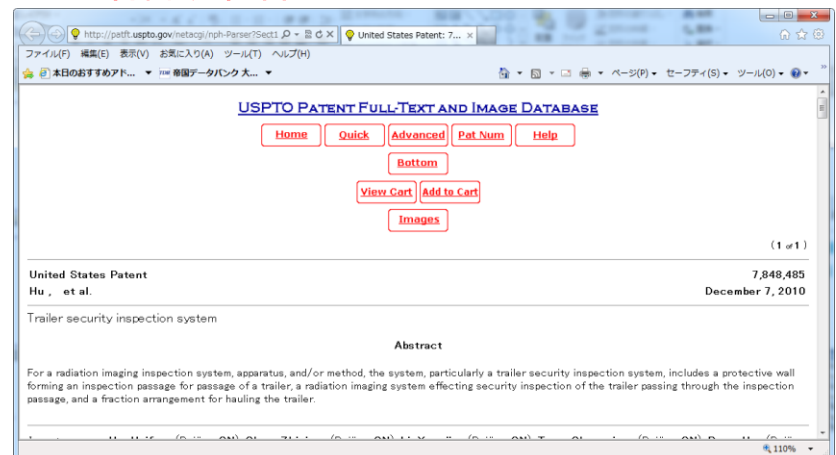 http://patft.uspto.gov/netacgi/nph-Parser?Sect1
United States Patent: 7... ×
ファイル(F) 編集(E) 表示(V) お気に入り(A) ツール(T) ヘルプ(H)
本日のおすすめアド... 帝国データバンク 大... ページ(P) セーフティ(S) ツール(O)
USPTO PATENT FULL-TEXT AND IMAGE DATABASE
Home Quick Advanced Pat Num Help
Bottom
View Cart Add to Cart
Images
(1 of 1)
United States Patent 7,848,485
Hu , et al. December 7, 2010
Trailer security inspection system
Abstract
For a radiation imaging inspection system, apparatus, and/or method, the system, particularly a trailer security inspection system, includes a protective wall
forming an inspection passage for passage of a trailer, a radiation imaging system effecting security inspection of the trailer passing through the inspection
passage, and a fraction arrangement for hauling the trailer.
110%